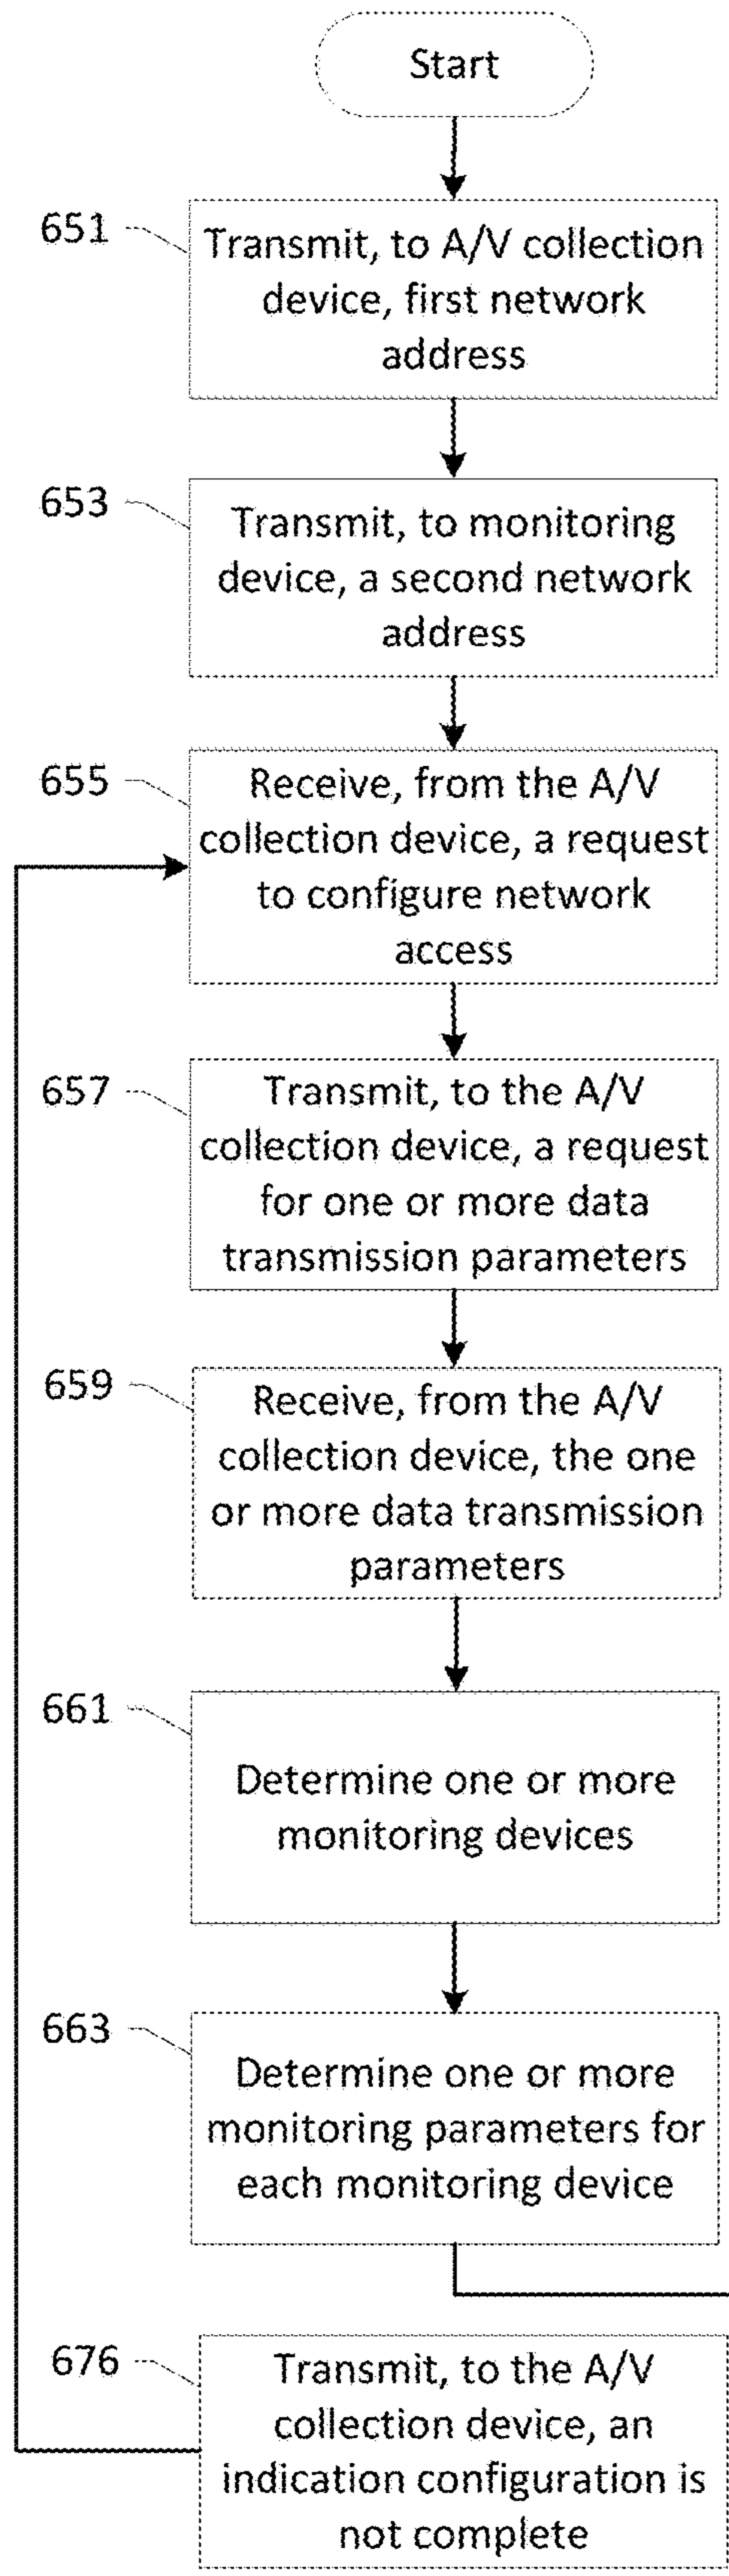 Start
651
Transmit, to A/V collection
device, first network
address
653
Transmit, to monitoring
device, a second network
address
655
Receive, from the A/V
collection device, a request
to configure network
access
657
Transmit, to the A/V
collection device, a request
for one or more data
transmission parameters
659
Receive, from the A/V
collection device, the one
or more data transmission
parameters
661
Determine one or more
monitoring devices
663
Determine one or more
monitoring parameters for
each monitoring device
676
Transmit, to the A/V
collection device, an
indication configuration is
not complete